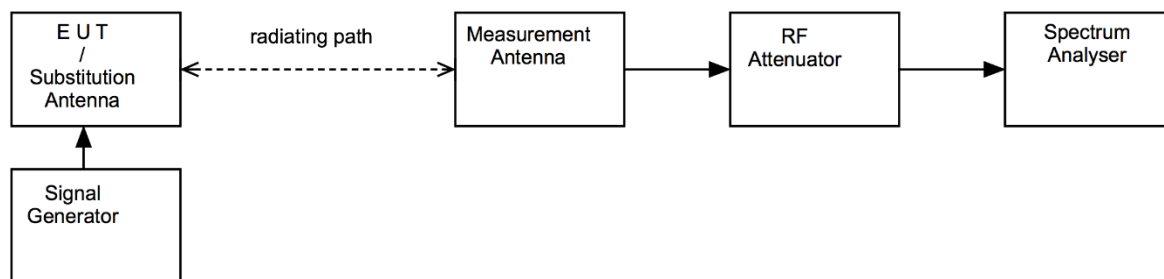 E U T
/
Substitution
Antenna
radiating path
Measurement
Antenna
RF
Attenuator
Spectrum
Analyser
Signal
Generator